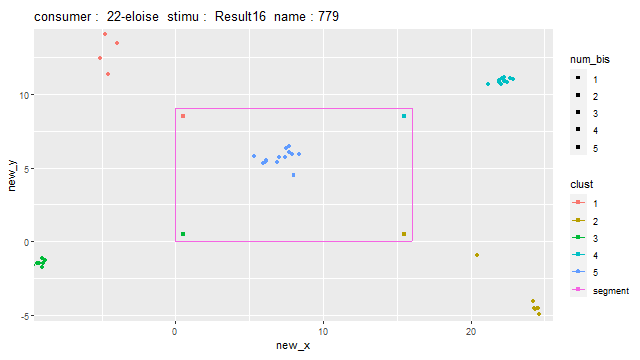 consumer :  22-eloise  stimu :  Result16  name : 779
new_y
10
5
0
-5
0
10
20
new_x
num_bis
1
2
3
4
5
clust
1
2
3
4
5
segment